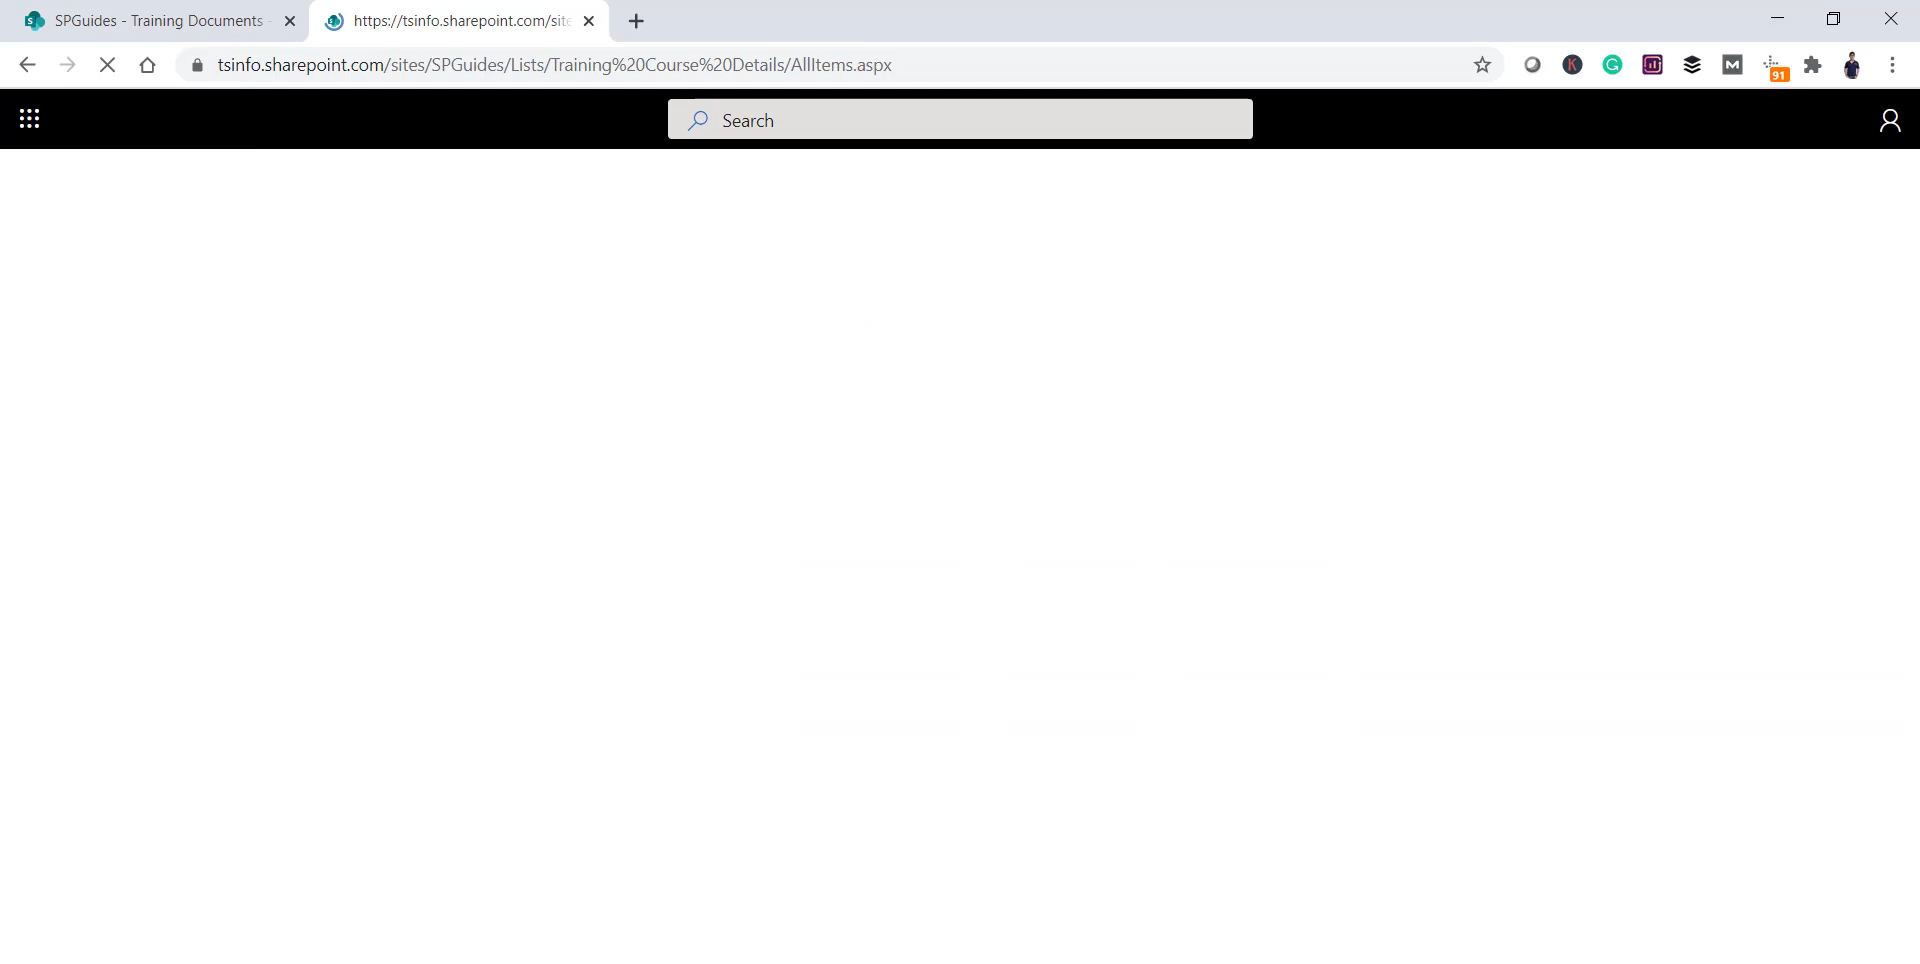 SPGuides - Training Documents -
https://tsinfo.sharepoint.com/site
tsinfo.sharepoint.com/sites/SPGuides/Lists/Training%20Course%20Details/AllItems.aspx
K
G
M
91
Search